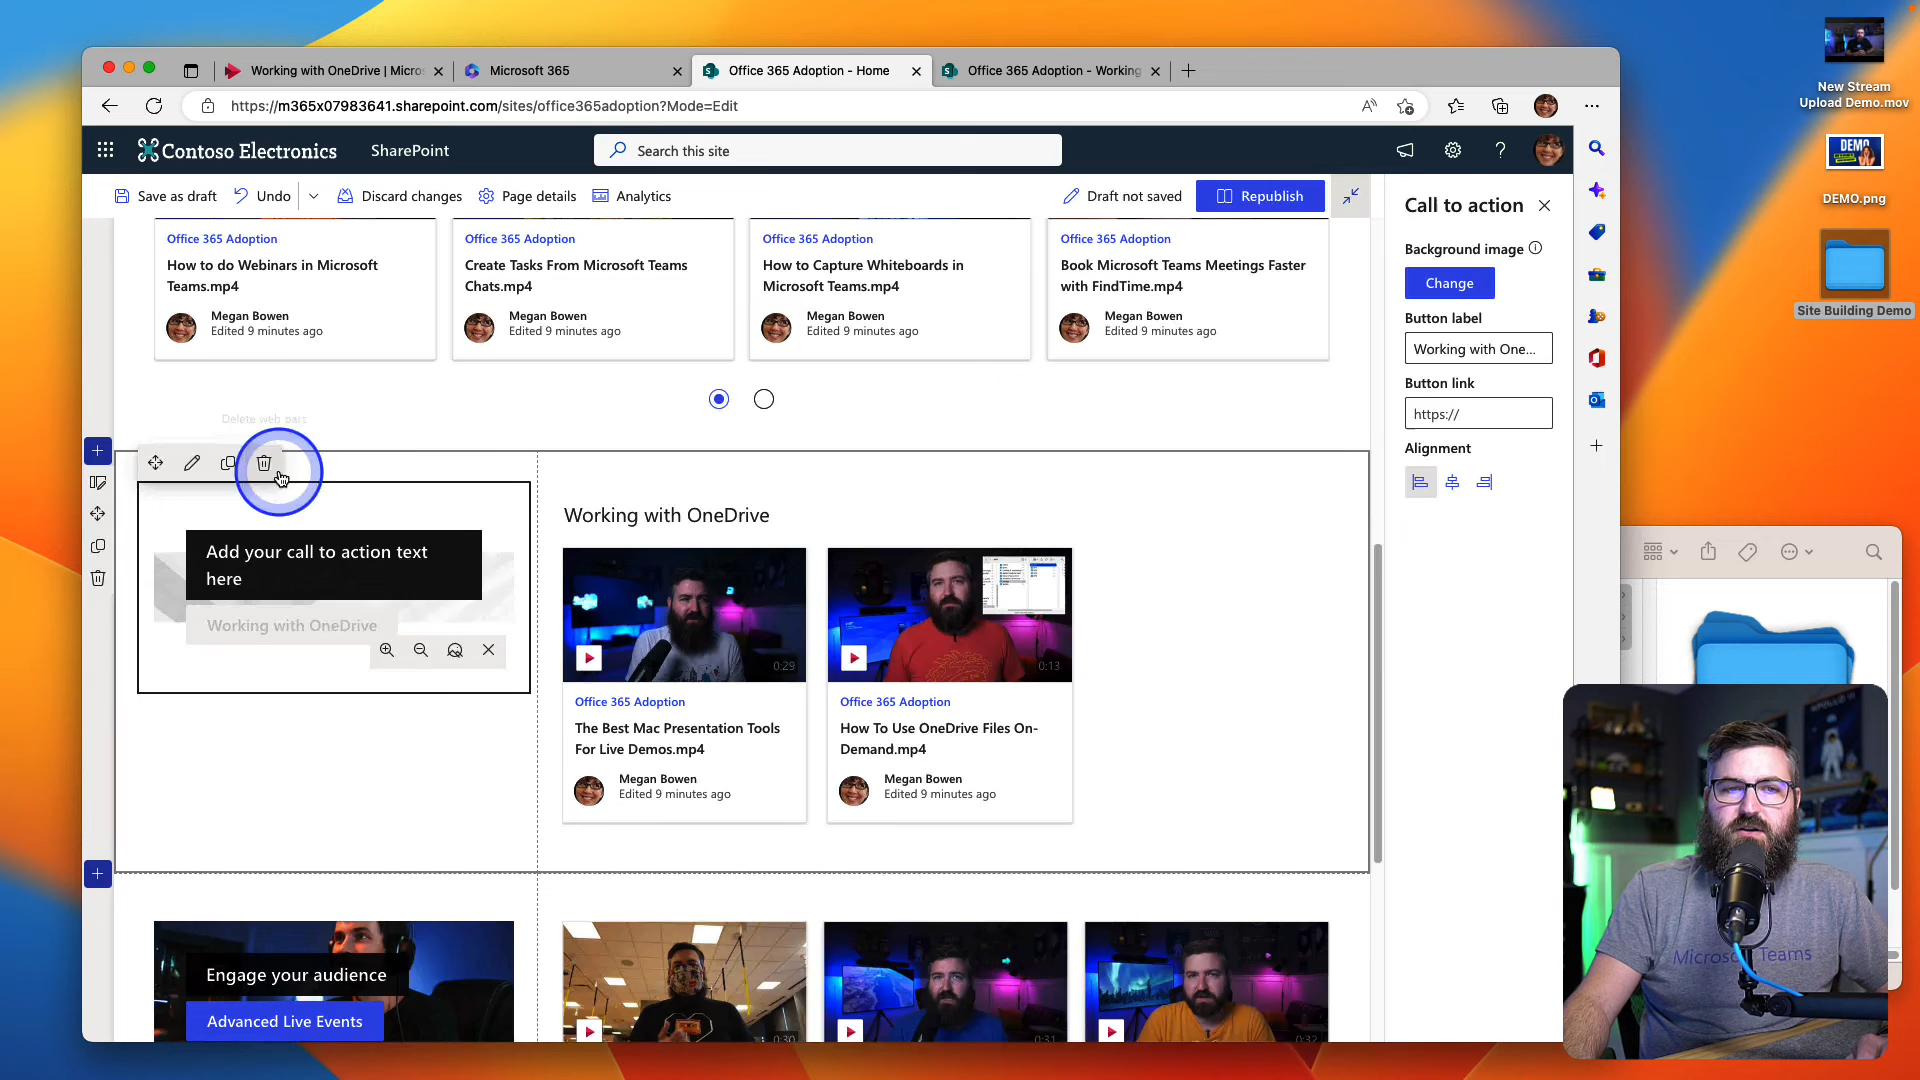 Working with OneDrive | Micros
Microsoft 365
Office 365 Adoption - Home
Office 365 Adoption - Working
https://m365x07983641.sharepoint.com/sites/office365adoption?Mode=Edit
Contoso Electronics
SharePoint
Search this site
Save as draft
Undo
Discard changes
Page details
Analytics
Draft not saved
Republish
Office 365 Adoption
How to do Webinars in Microsoft
Teams.mp4
Megan Bowen
Edited 9 minutes ago
Office 365 Adoption
Create Tasks From Microsoft Teams
Chats.mp4
Megan Bowen
Edited 9 minutes ago
Office 365 Adoption
How to Capture Whiteboards in
Microsoft Teams.mp4
Megan Bowen
Edited 9 minutes ago
Office 365 Adoption
Book Microsoft Teams Meetings Faster
with FindTime.mp4
Megan Bowen
Edited 9 minutes ago
Delete web part
Add your call to action text
here
Working with OneDrive
Working with OneDrive
0:29
Office 365 Adoption
The Best Mac Presentation Tools
For Live Demos.mp4
Megan Bowen
Edited 9 minutes ago
0:13
Office 365 Adoption
How To Use OneDrive Files On-
Demand.mp4
Megan Bowen
Edited 9 minutes ago
Engage your audience
Advanced Live Events
0:30
0:31
0:32
Call to action
Background image
Change
Button label
Working with One...
Button link
https://
Alignment
New Stream
Upload Demo.mov
DEMO
DEMO.png
Site Building Demo
Microsoft Teams